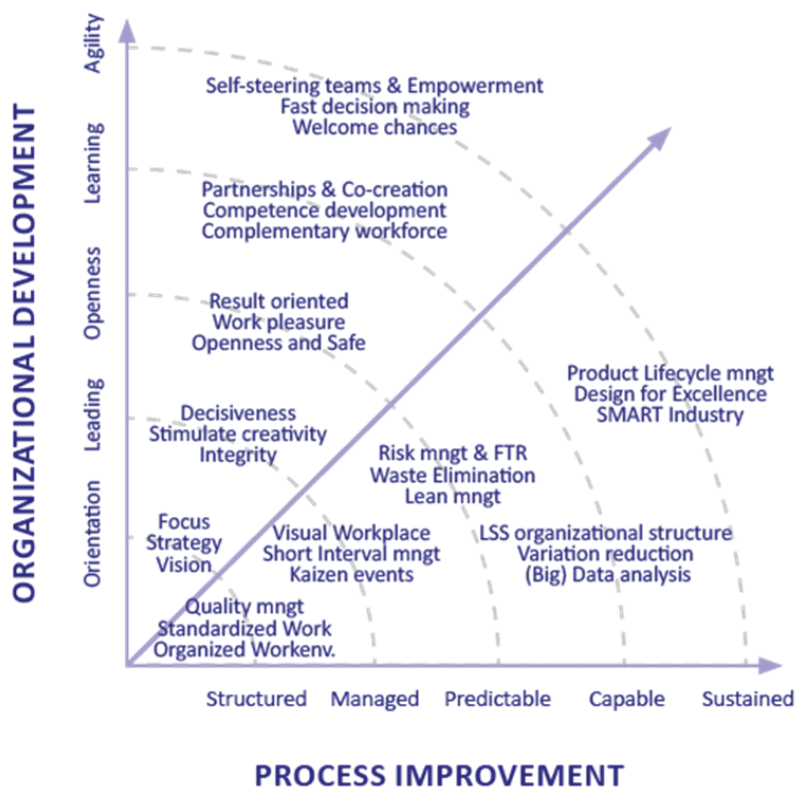 ORGANIZATIONAL DEVELOPMENT
Agility
Learning
Openness
Leading
Orientation
Self-steering teams & Empowerment
Fast decision making
Welcome chances
Partnerships & Co-creation
Competence development
Complementary workforce
Result oriented
Work pleasure
Openness and Safe
Decisiveness
Stimulate creativity
Integrity
Focus
Strategy
Vision
Product Lifecycle mngt
Design for Excellence
SMART Industry
Risk mngt & FTR
Waste Elimination
Lean mngt
LSS organizational structure
Variation reduction
(Big) Data analysis
Visual Workplace
Short Interval mngt
Kaizen events
Quality mngt
Standardized Work
Organized Workenv.
Structured
Managed
Predictable
Capable
Sustained
PROCESS IMPROVEMENT